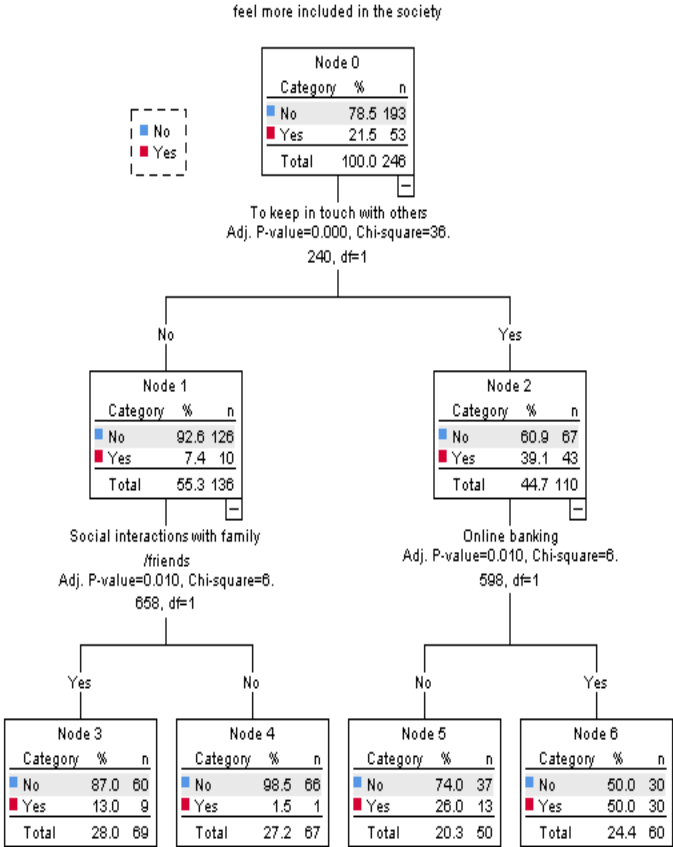 feel more included in the society
Node 0
Category % n
No 78.5 193
Yes 21.5 53
Total 100.0 246
No
Yes
To keep in touch with others
Adj. P-value=0.000, Chi-square=36.
240, df=1
No
Yes
Node 1
Category % n
No 92.6 126
Yes 7.4 10
Total 55.3 136
Node 2
Category % n
No 60.9 67
Yes 39.1 43
Total 44.7 110
Social interactions with family
/friends
Adj. P-value=0.010, Chi-square=6.
658, df=1
Online banking
Adj. P-value=0.010, Chi-square=6.
598, df=1
Yes
No
No
Yes
Node 3
Category % n
No 87.0 60
Yes 13.0 9
Total 28.0 69
Node 4
Category % n
No 98.5 66
Yes 1.5 1
Total 27.2 67
Node 5
Category % n
No 74.0 37
Yes 26.0 13
Total 20.3 50
Node 6
Category % n
No 50.0 30
Yes 50.0 30
Total 24.4 60